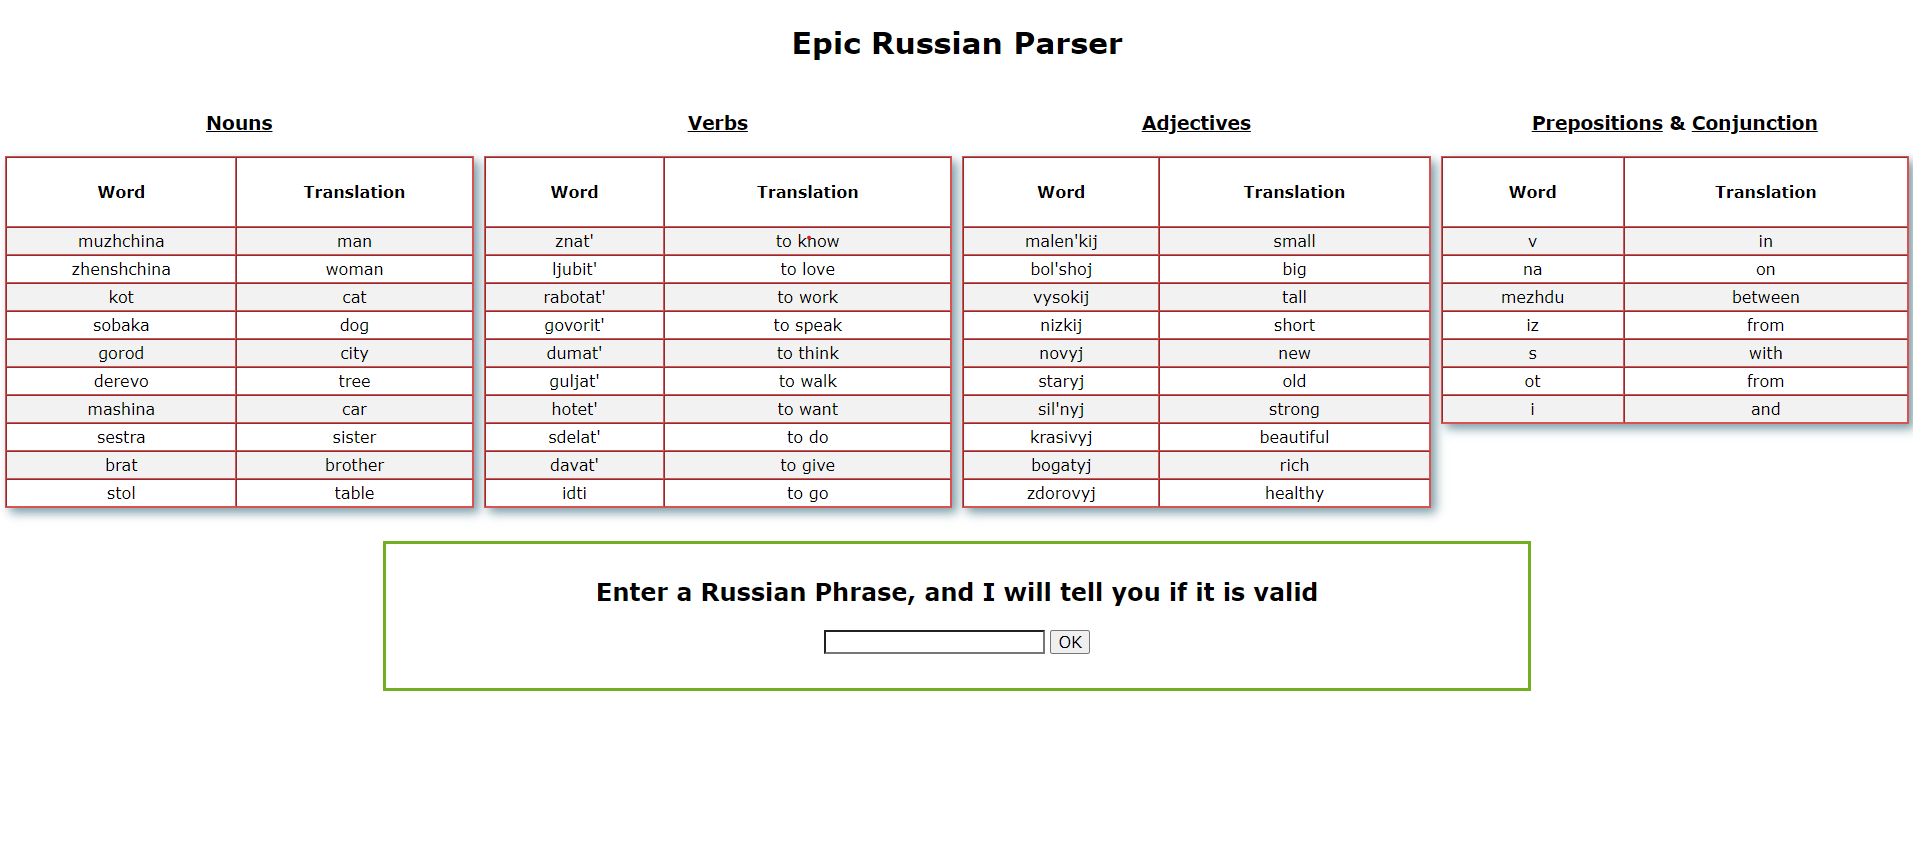 Epic Russian Parser
Nouns
Word Translation
muzhchina man
zhenshchina woman
kot cat
sobaka dog
gorod city
derevo tree
mashina car
sestra sister
brat brother
stol table
Verbs
Word Translation
znat' to know
ljubit' to love
rabotat' to work
govorit' to speak
dumat' to think
guljat' to walk
hotet' to want
sdelat' to do
davat' to give
idti to go
Adjectives
Word Translation
malen'kij small
bol'shoj big
vysokij tall
nizkij short
novyj new
staryj old
sil'nyj strong
krasivyj beautiful
bogatyj rich
zdorovyj healthy
Prepositions & Conjunction
Word Translation
v in
na on
mezhdu between
iz from
s with
ot from
i and
Enter a Russian Phrase, and I will tell you if it is valid
OK